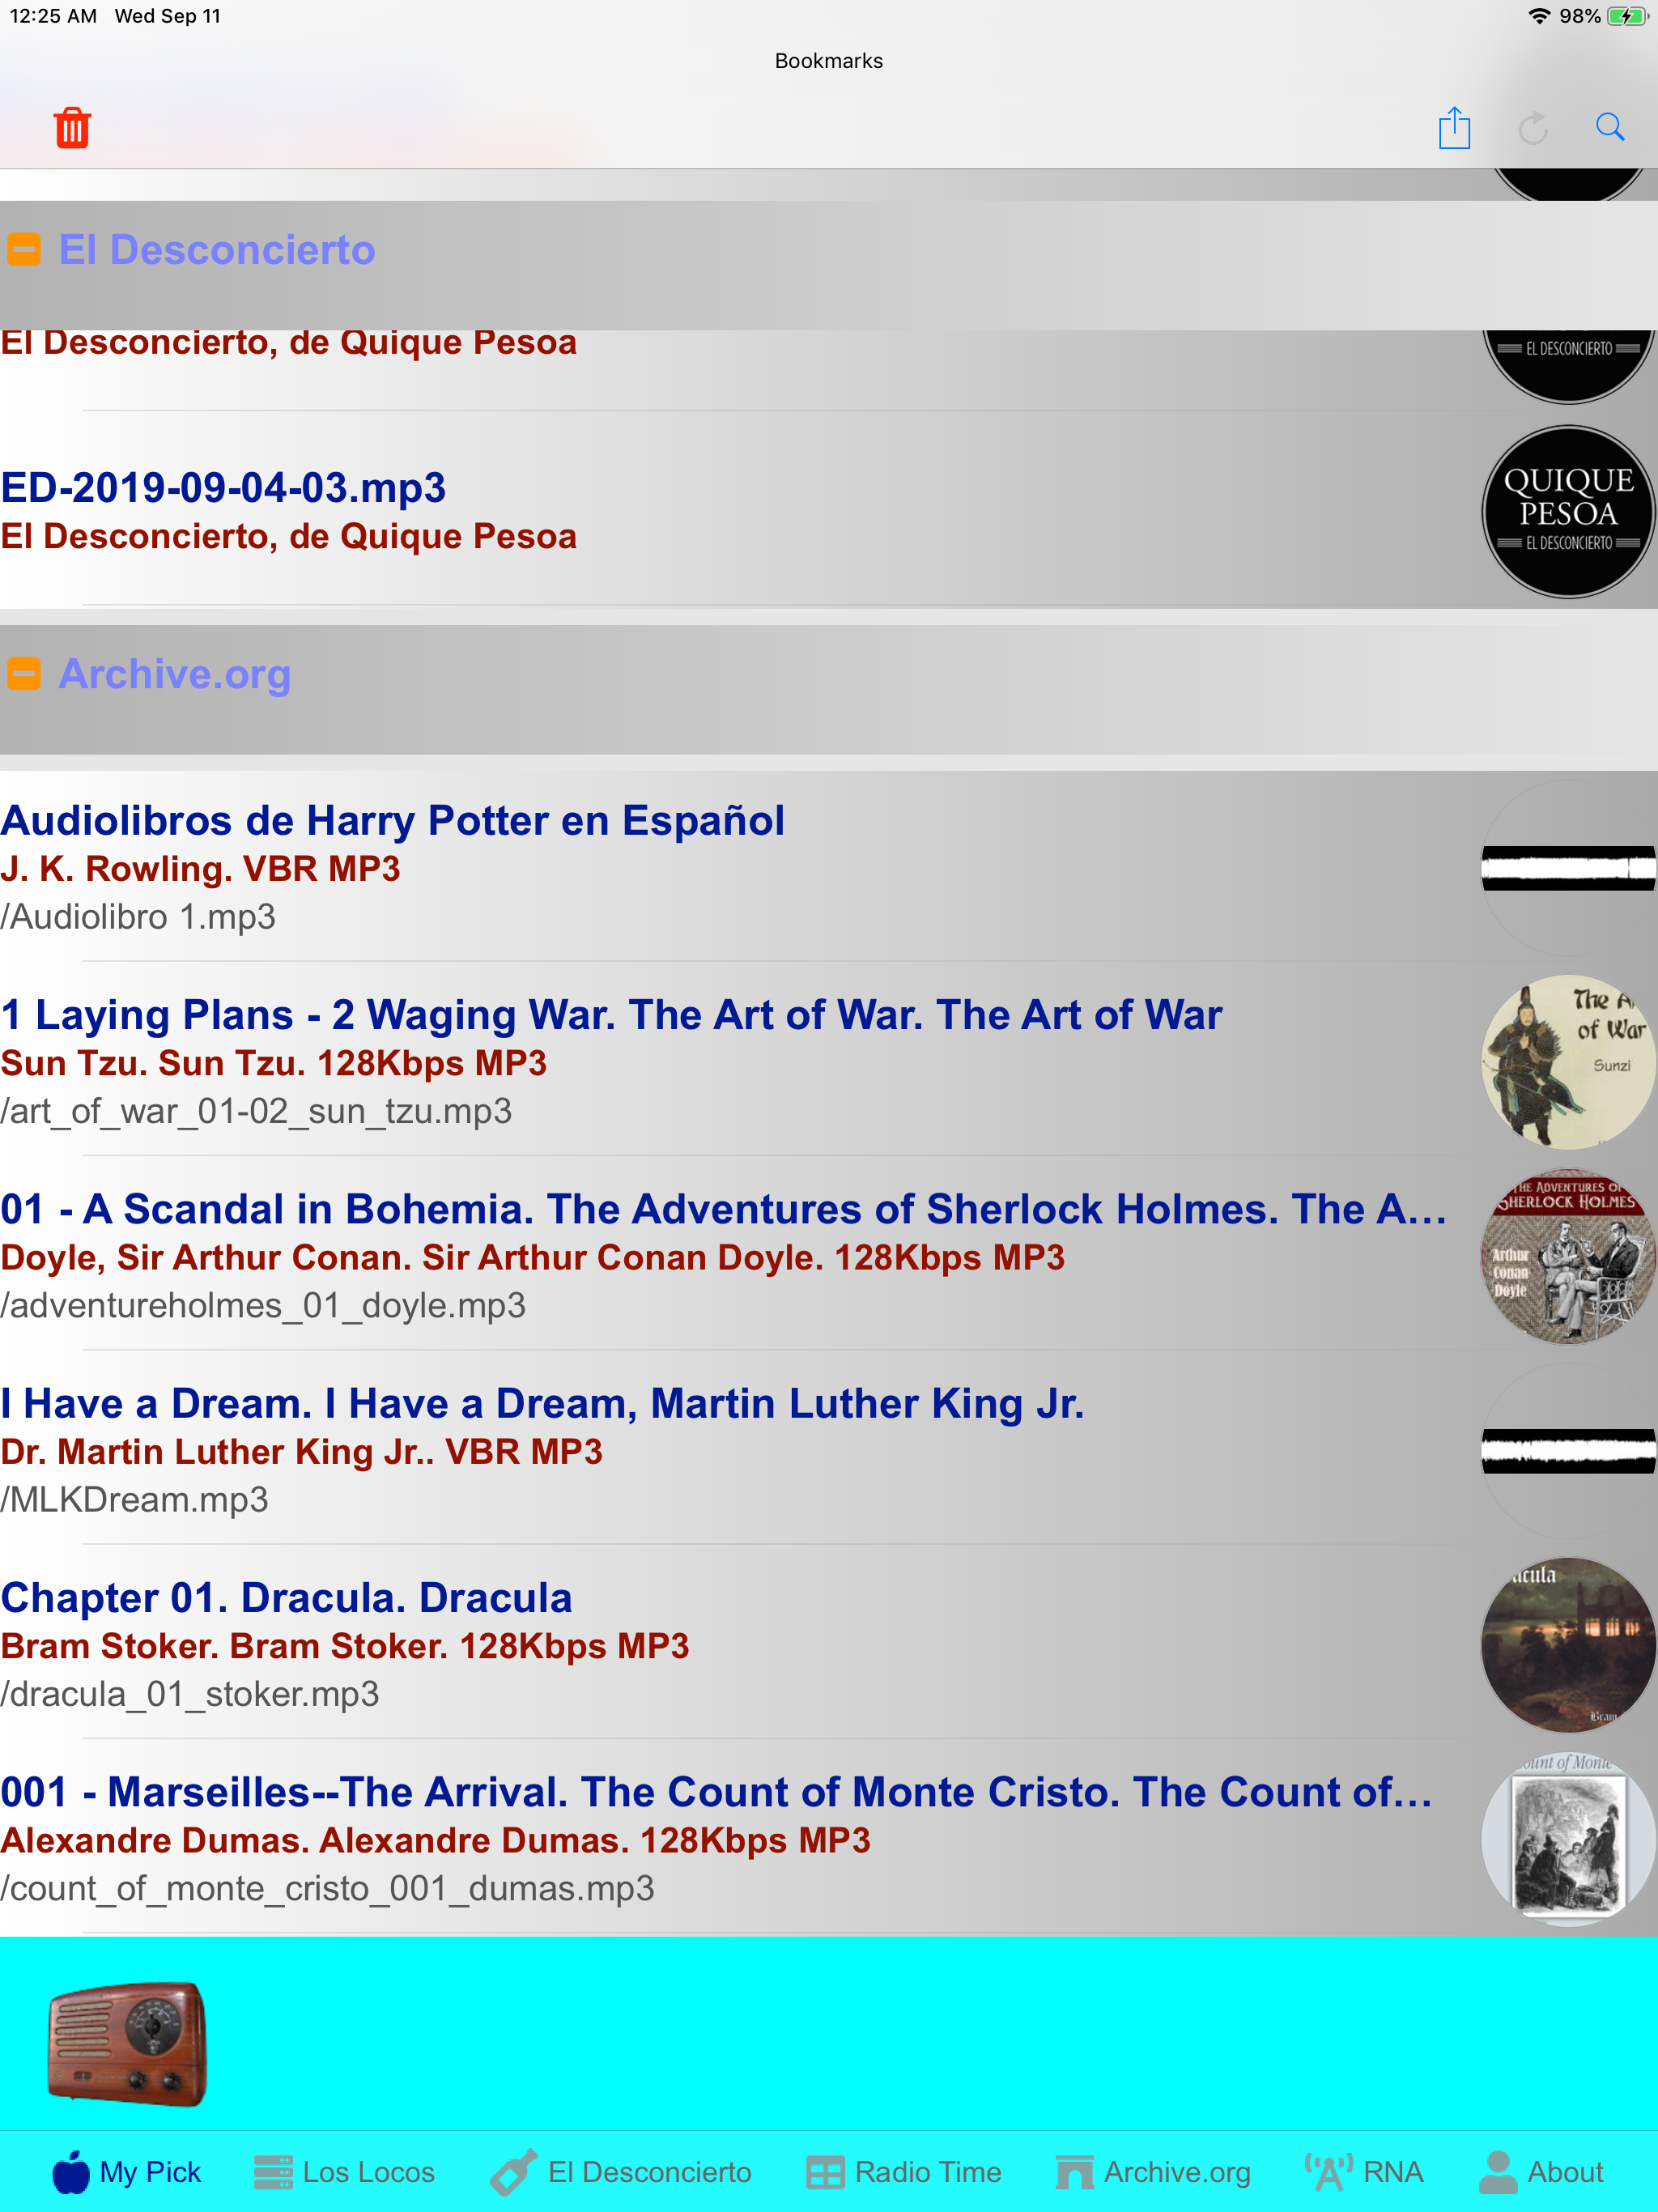 12:25 AM Wed Sep 11
98%
Bookmarks
El Desconcierto
El Desconcierto, de Quique Pesoa
EL DESCONCIERTO
ED-2019-09-04-03.mp3
El Desconcierto, de Quique Pesoa
QUIQUE
PESOA
EL DESCONCIERTO
Archive.org
Audiolibros de Harry Potter en Español
J. K. Rowling. VBR MP3
/Audiolibro 1.mp3
1 Laying Plans - 2 Waging War. The Art of War. The Art of War
Sun Tzu. Sun Tzu. 128Kbps MP3
/art_of_war_01-02_sun_tzu.mp3
The A
of War
Sunzi
01 - A Scandal in Bohemia. The Adventures of Sherlock Holmes. The A...
Doyle, Sir Arthur Conan. Sir Arthur Conan Doyle. 128Kbps MP3
/adventureholmes_01_doyle.mp3
THE ADVENTURES OF
SHERLOCK HOLMES
Arthur
Conan
Doyle
I Have a Dream. I Have a Dream, Martin Luther King Jr.
Dr. Martin Luther King Jr.. VBR MP3
/MLKDream.mp3
Chapter 01. Dracula. Dracula
Bram Stoker. Bram Stoker. 128Kbps MP3
/dracula_01_stoker.mp3
acula
Bram
001 - Marseilles--The Arrival. The Count of Monte Cristo. The Count of...
Alexandre Dumas. Alexandre Dumas. 128Kbps MP3
/count_of_monte_cristo_001_dumas.mp3
ount of Monte
My Pick
Los Locos
El Desconcierto
Radio Time
Archive.org
RNA
About